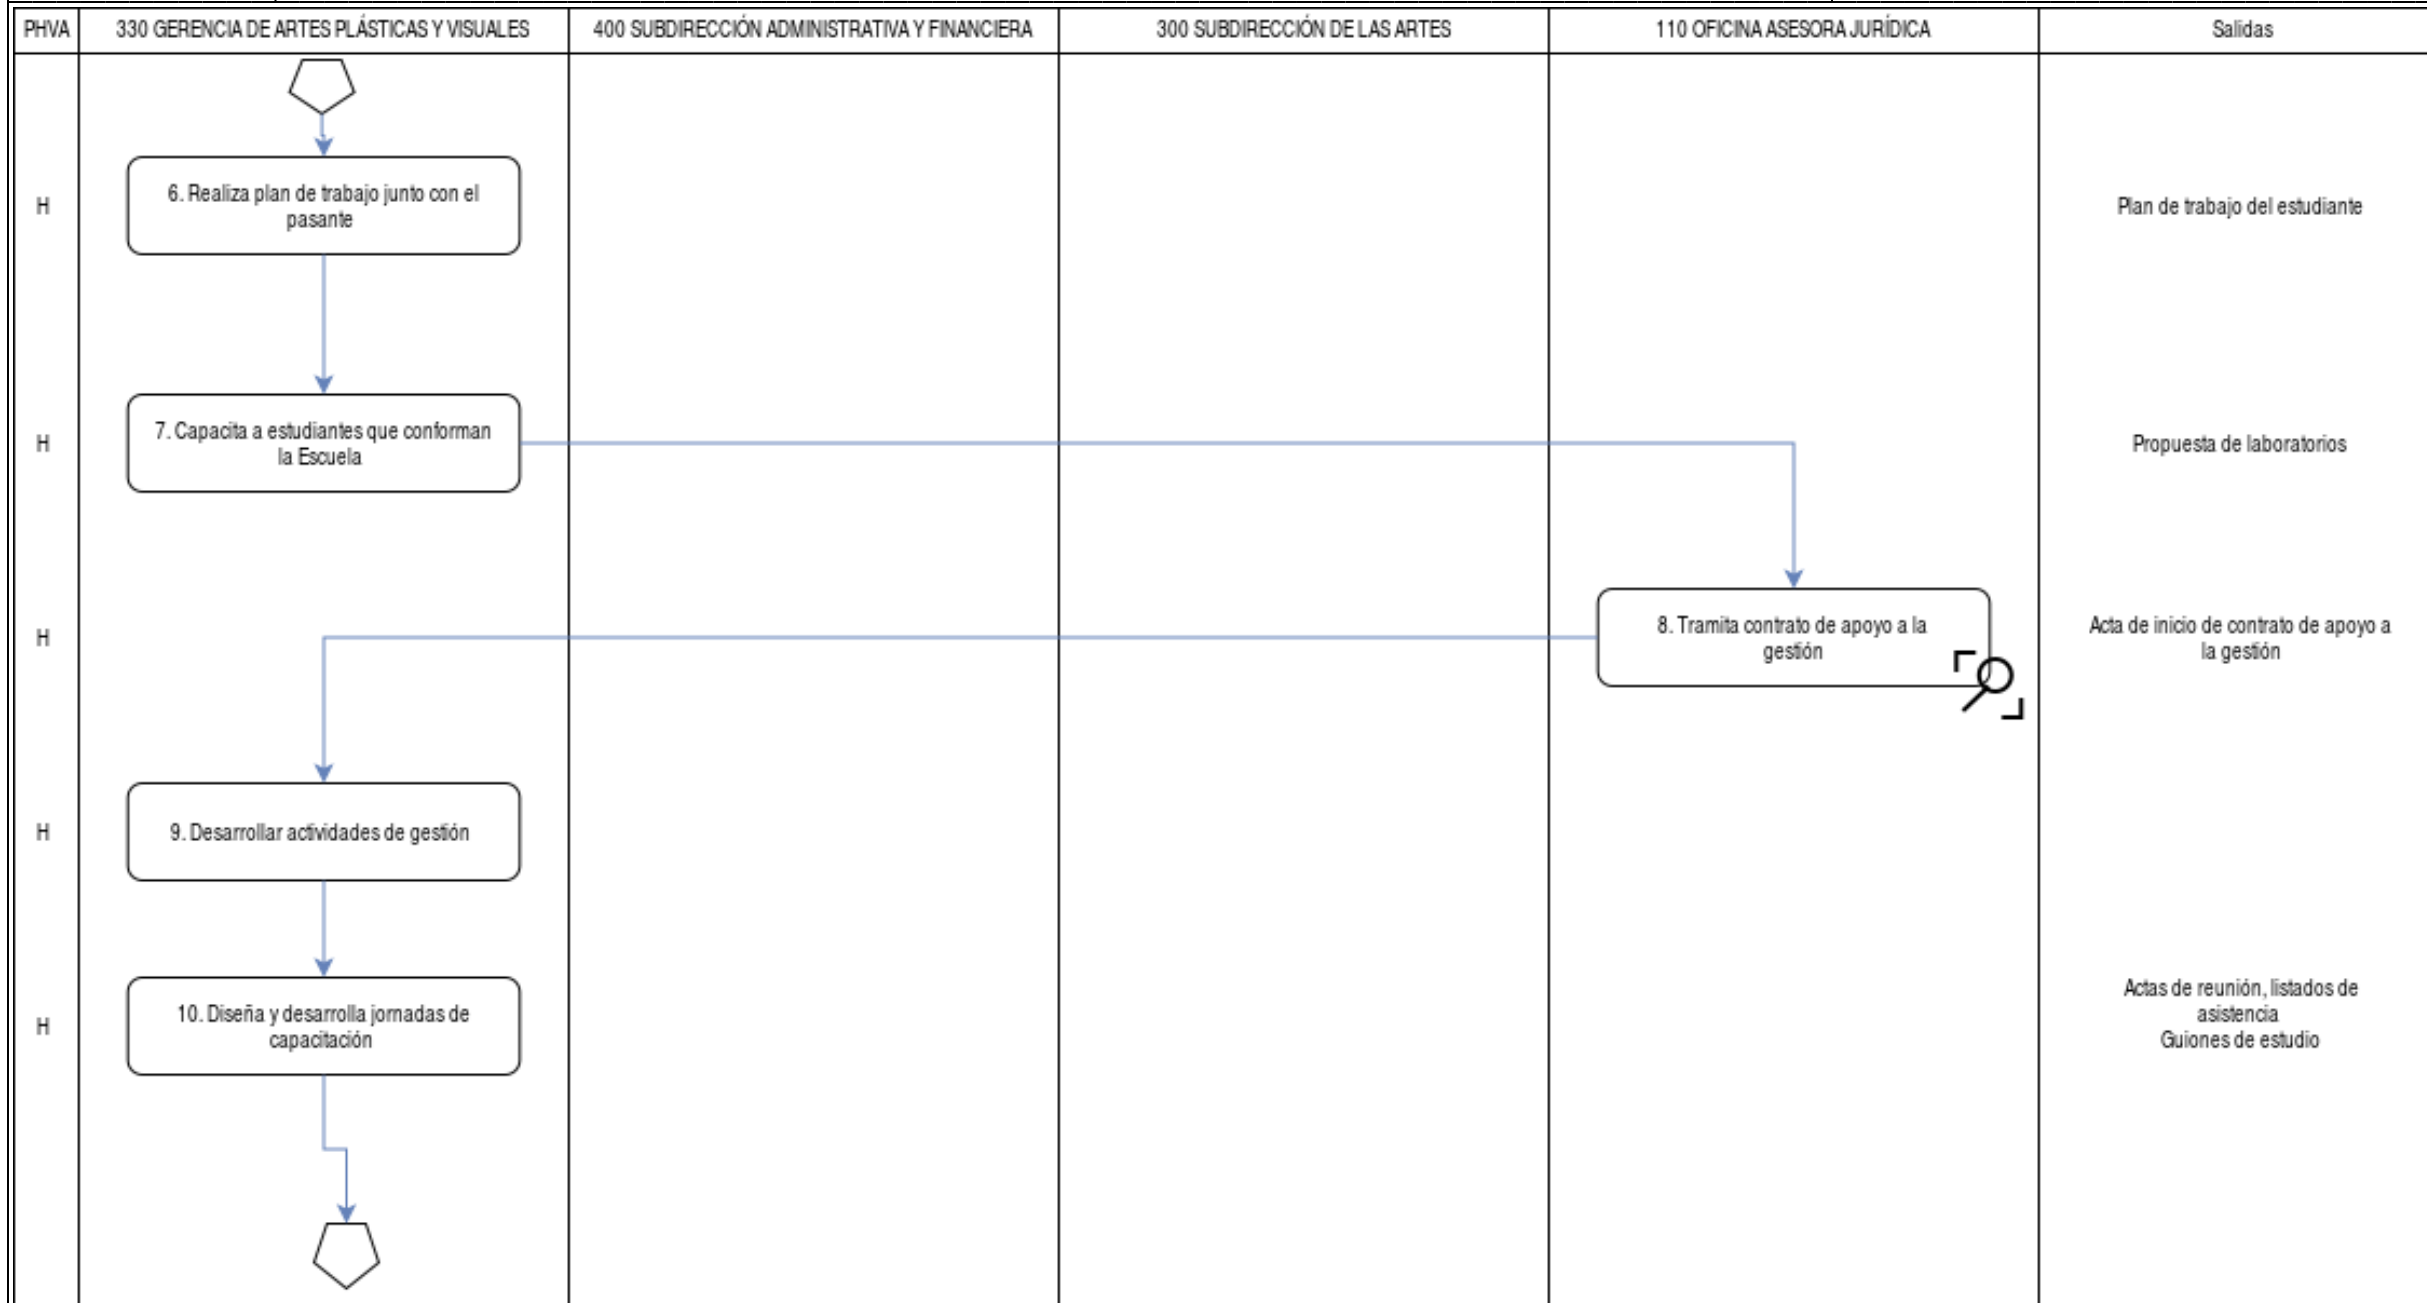 PHVA 330 GERENCIA DE ARTES PLÁSTICAS Y VISUALES 400 SUBDIRECCIÓN ADMINISTRATIVA Y FINANCIERA 300 SUBDIRECCIÓN DE LAS ARTES 110 OFICINA ASESORA JURÍDICA Salidas
H
6. Realiza plan de trabajo junto con el
pasante
Plan de trabajo del estudiante
H
7. Capacita a estudiantes que conforman
la Escuela
Propuesta de laboratorios
H
8. Tramita contrato de apoyo a la
gestión
Acta de inicio de contrato de apoyo a
la gestión
H
9. Desarrollar actividades de gestión
H
10. Diseña y desarrolla jornadas de
capacitación
Actas de reunión, listados de
asistencia
Guiones de estudio